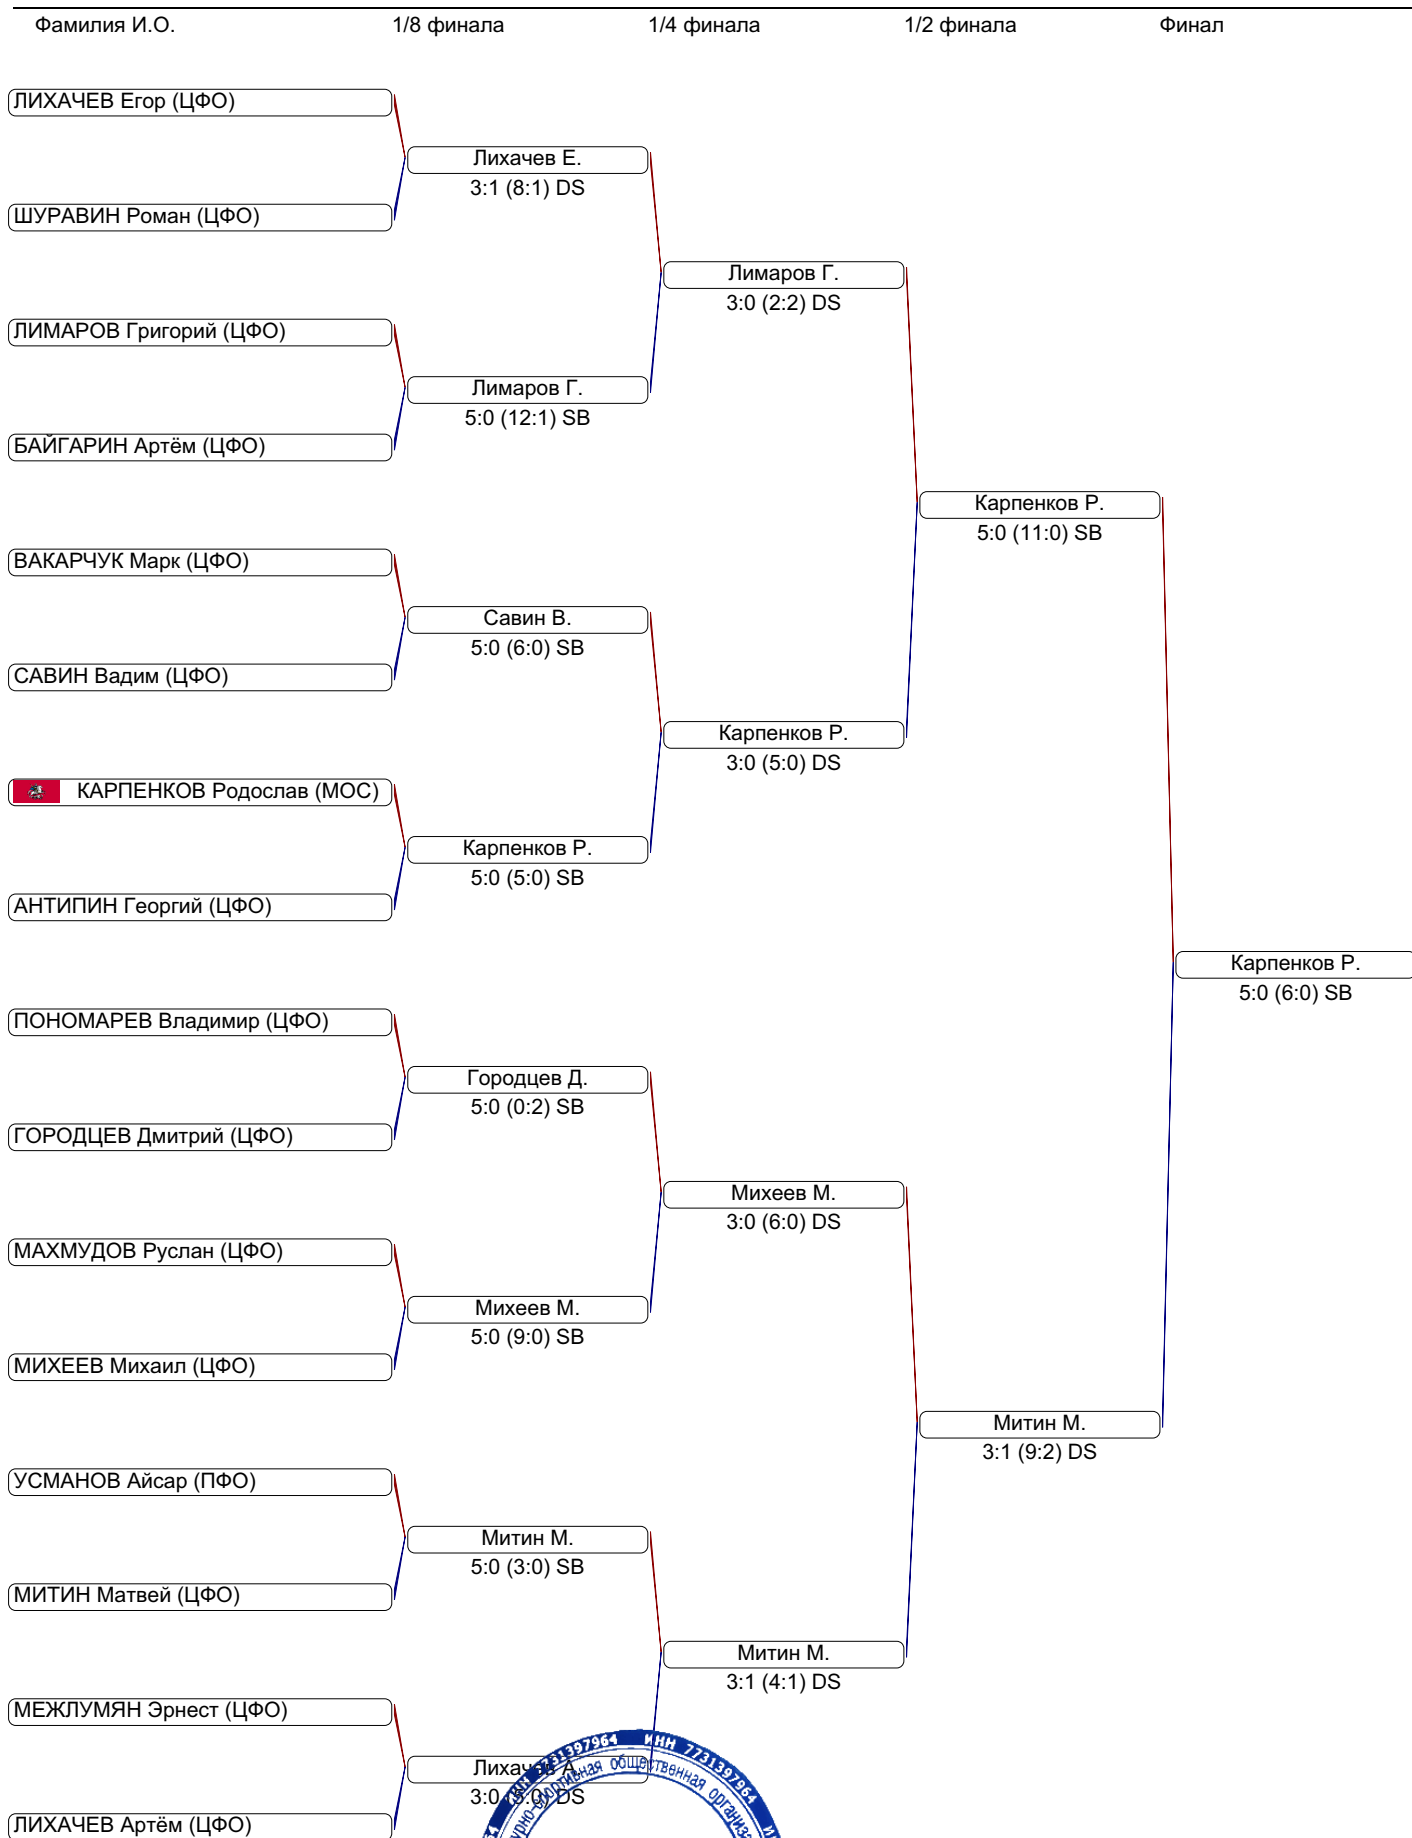 Фамилия И.О. 1/8 финала 1/4 финала 1/2 финала Финал
ЛИХАЧЕВ Егор (ЦФО)
Лихачев Е.
3:1 (8:1) DS
ШУРАВИН Роман (ЦФО)
Лимаров Г.
3:0 (2:2) DS
ЛИМАРОВ Григорий (ЦФО)
Лимаров Г.
5:0 (12:1) SB
БАЙГАРИН Артём (ЦФО)
Карпенков Р.
5:0 (11:0) SB
ВАКАРЧУК Марк (ЦФО)
Савин В.
5:0 (6:0) SB
САВИН Вадим (ЦФО)
Карпенков Р.
3:0 (5:0) DS
КАРПЕНКОВ Родослав (МОС)
Карпенков Р.
5:0 (5:0) SB
АНТИПИН Георгий (ЦФО)
Карпенков Р.
5:0 (6:0) SB
ПОНОМАРЕВ Владимир (ЦФО)
Городцев Д.
5:0 (0:2) SB
ГОРОДЦЕВ Дмитрий (ЦФО)
Михеев М.
3:0 (6:0) DS
МАХМУДОВ Руслан (ЦФО)
Михеев М.
5:0 (9:0) SB
МИХЕЕВ Михаил (ЦФО)
Митин М.
3:1 (9:2) DS
УСМАНОВ Айсар (ПФО)
Митин М.
5:0 (3:0) SB
МИТИН Матвей (ЦФО)
Митин М.
3:1 (4:1) DS
МЕЖЛУМЯН Эрнест (ЦФО)
Лихачев А.
3:0 DS
ЛИХАЧЕВ Артём (ЦФО)
ИНН 7731397964 ИНН 7731397964
общественная